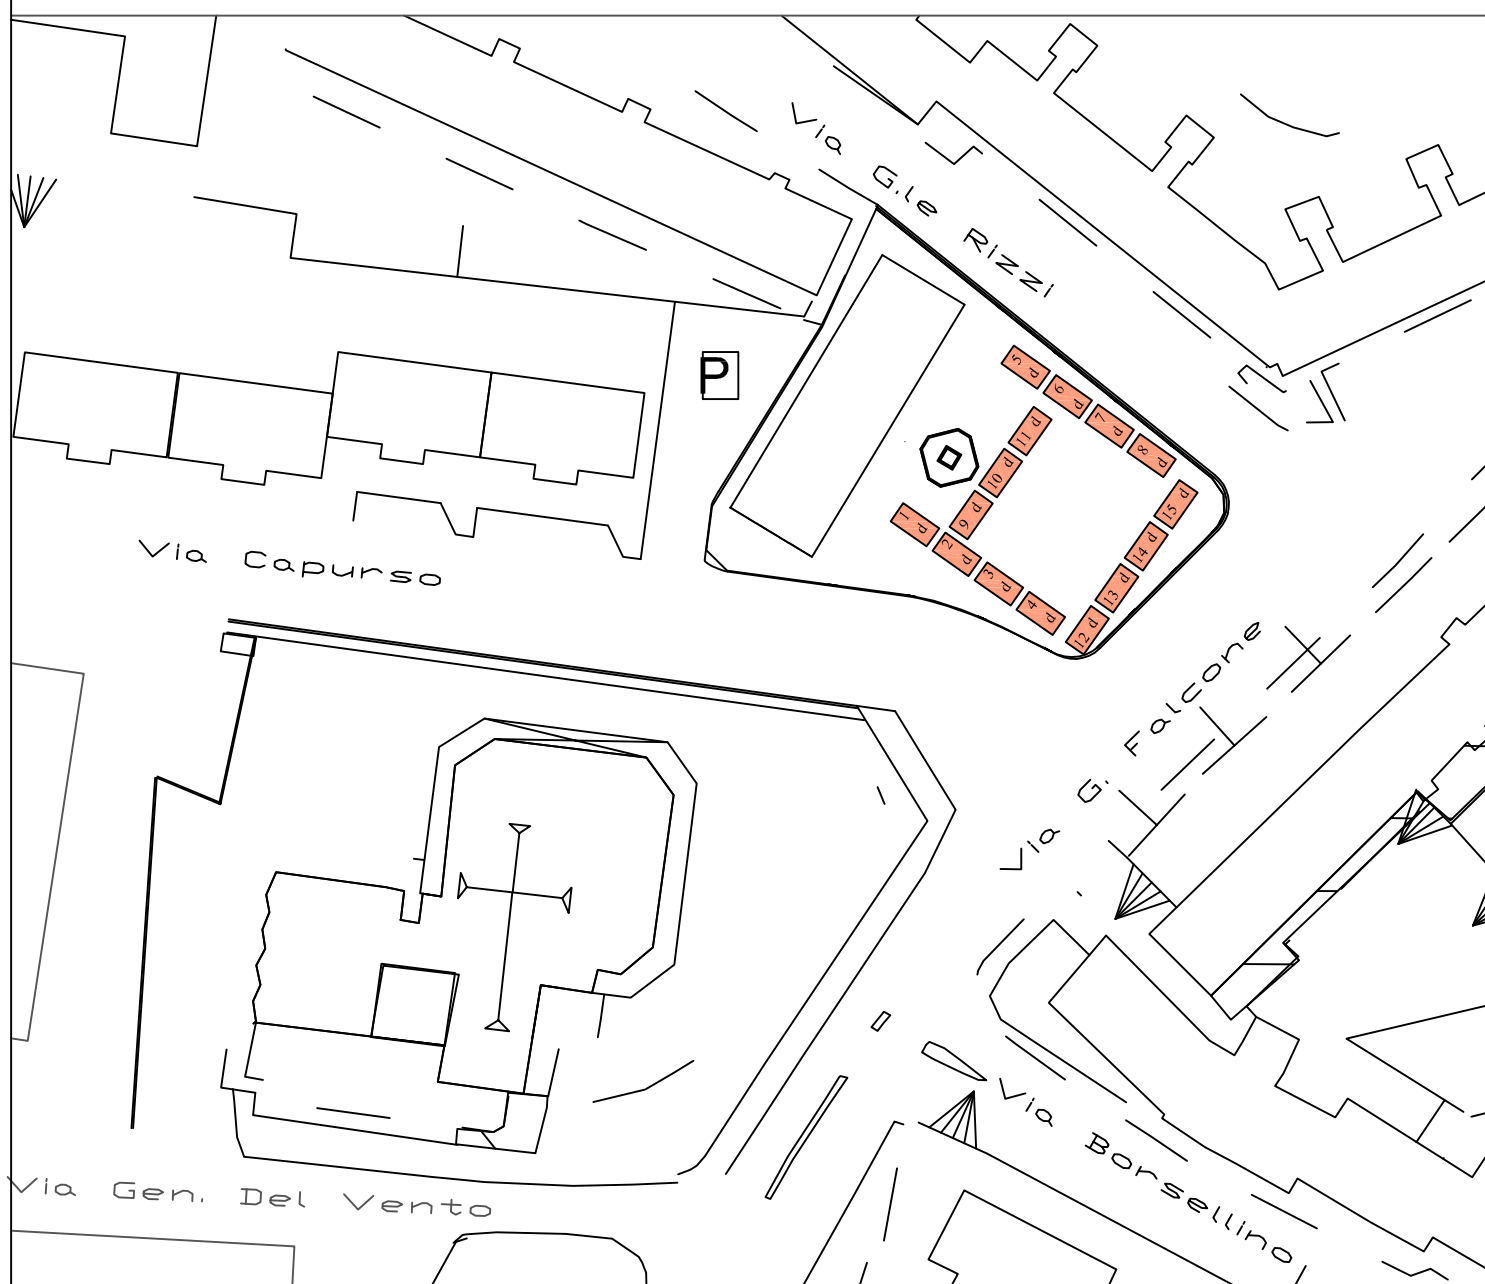 Via G.le Rizzi
P
5 d
6 d
7 d
8 d
11 d
10 d
9 d
15 d
14 d
13 d
12 d
1 d
2 d
3 d
4 d
Via Capurso
Via G. Falcone
Via Borsellino
Via Gen. Del Vento